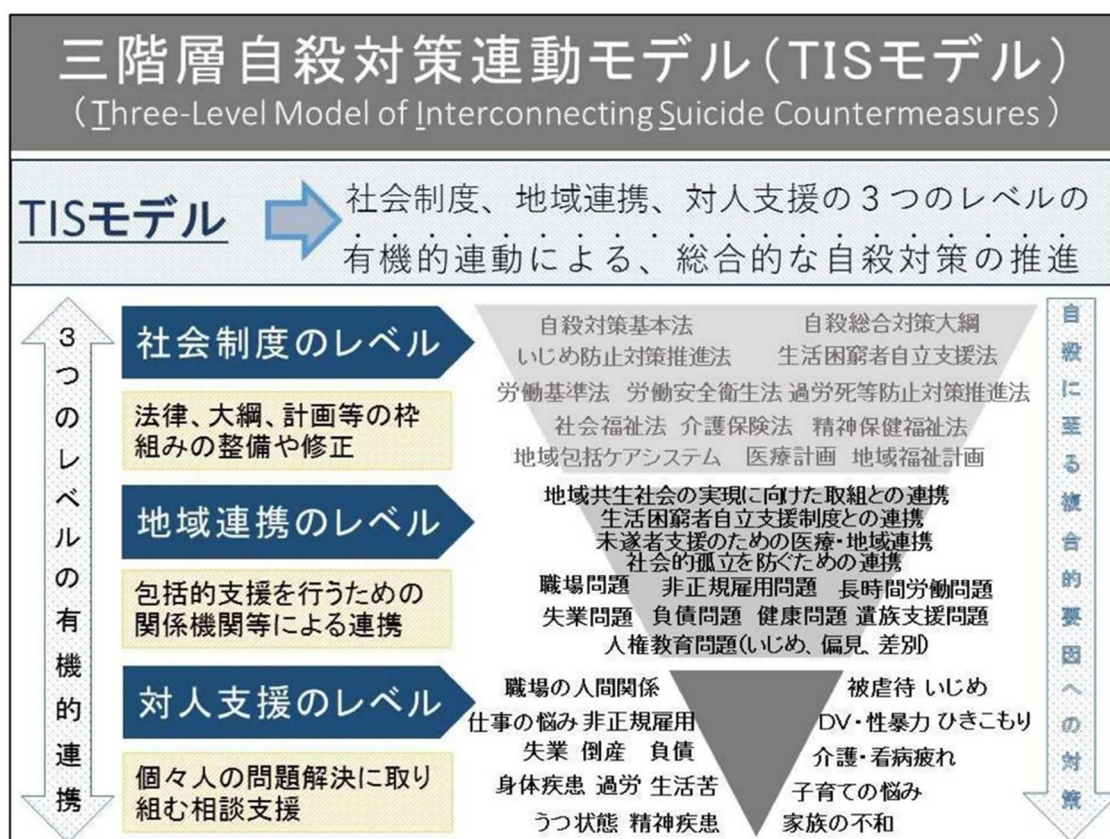 三階層自殺対策連動モデル(TISモデル)
(Three-Level Model of Interconnecting Suicide Countermeasures)
TISモデル
社会制度、地域連携、対人支援の3つのレベルの
有機的連動による、総合的な自殺対策の推進
3つのレベルの有機的連携
社会制度のレベル
法律、大綱、計画等の枠
組みの整備や修正
自殺対策基本法 自殺総合対策大綱
いじめ防止対策推進法 生活困窮者自立支援法
労働基準法 労働安全衛生法 過労死等防止対策推進法
社会福祉法 介護保険法 精神保健福祉法
地域包括ケアシステム 医療計画 地域福祉計画
地域連携のレベル
包括的支援を行うための
関係機関等による連携
地域共生社会の実現に向けた取組との連携
生活困窮者自立支援制度との連携
未遂者支援のための医療・地域連携
社会的孤立を防ぐための連携
職場問題 非正規雇用問題 長時間労働問題
失業問題 負債問題 健康問題 遺族支援問題
人権教育問題(いじめ、偏見、差別)
対人支援のレベル
個々人の問題解決に取り
組む相談支援
職場の人間関係 被虐待 いじめ
仕事の悩み 非正規雇用 DV・性暴力 ひきこもり
失業 倒産 負債 介護・看病疲れ
身体疾患 過労 生活苦 子育ての悩み
うつ状態 精神疾患 家族の不和
自殺に至る複合的要因への対策